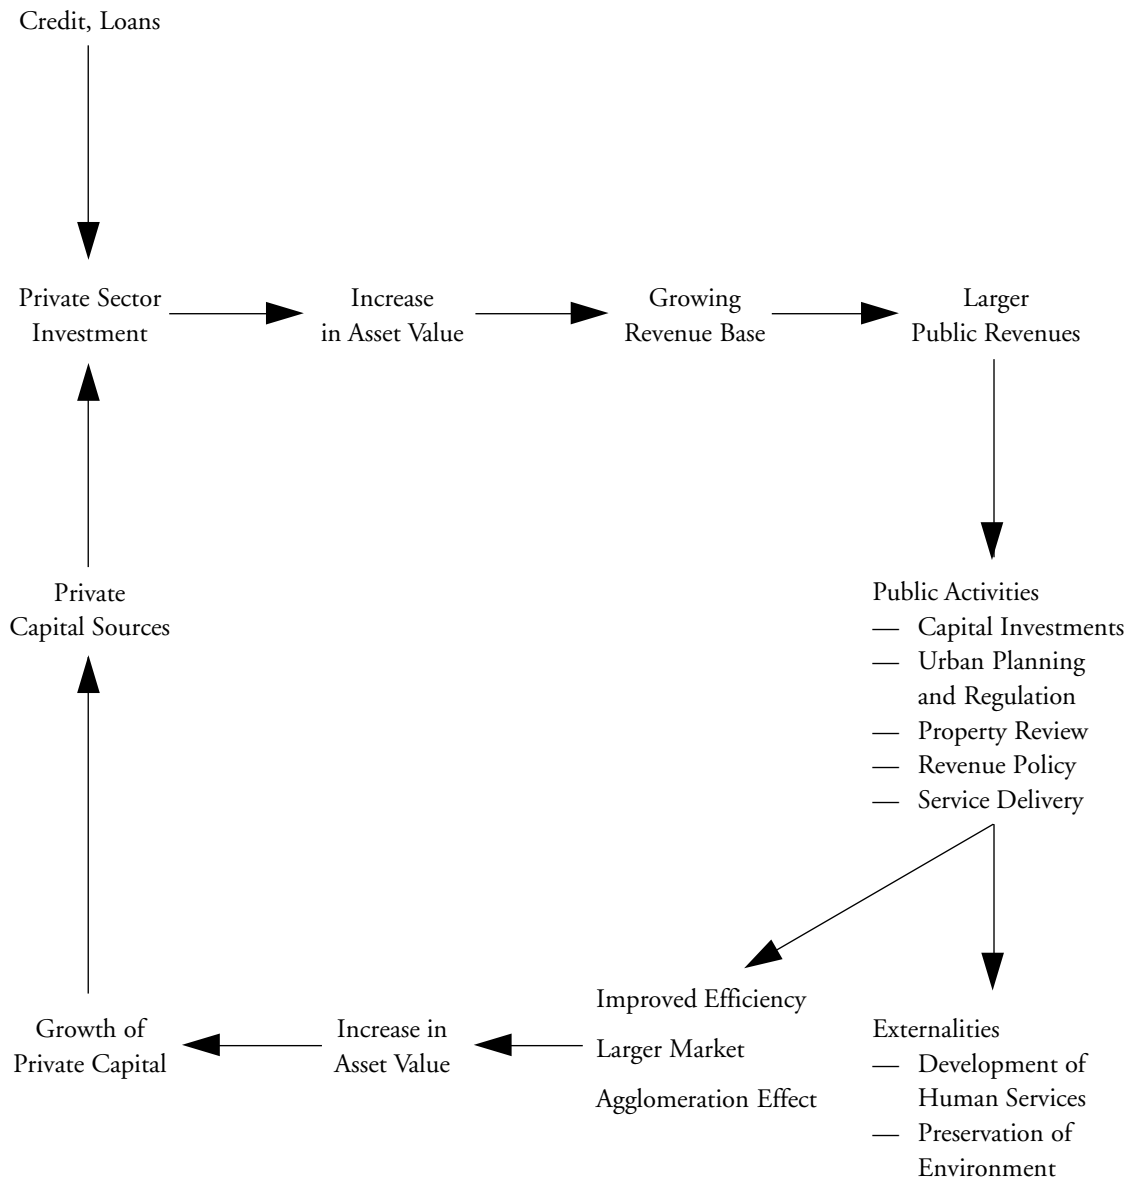 Credit, Loans
Private Sector
Investment
Increase
in Asset Value
Growing
Revenue Base
Larger
Public Revenues
Private
Capital Sources
Public Activities
— Capital Investments
— Urban Planning
and Regulation
— Property Review
— Revenue Policy
— Service Delivery
Growth of
Private Capital
Increase in
Asset Value
Improved Efficiency
Larger Market
Agglomeration Effect
Externalities
— Development of
Human Services
— Preservation of
Environment